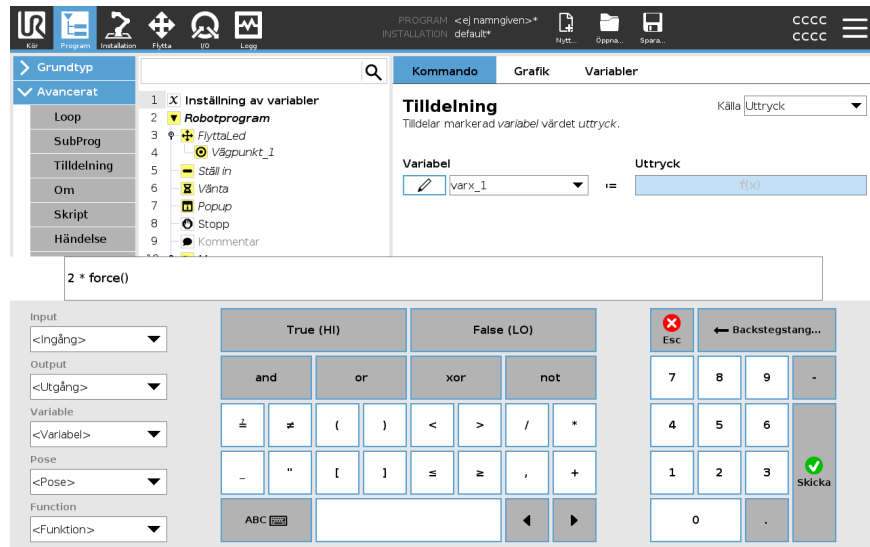 PROGRAM <ej namngiven>*
INSTALLATION default*
CCCC
CCCC
Kör Program Installation Flytta I/O Logg Nytt... Öppna... Spara...
Grundtyp
Avancerat
Loop
SubProg
Tilldelning
Om
Skript
Händelse
1 X Inställning av variabler
2 Robotprogram
3 FlyttaLed
4 Vägpunkt_1
5 Ställ in
6 Vänta
7 Popup
8 Stopp
9 Kommentar
Kommando Grafik Variabler
Tilldelning
Källa Uttryck
Tilldelar markerad variabel värdet uttryck.
Variabel Uttryck
varx_1 := f(x)
2 * force()
Input
<Ingång>
Output
<Utgång>
Variable
<Variabel>
Pose
<Pose>
Function
<Funktion>
True (HI) False (LO)
and or xor not
≟ ≠ ( ) < > / *
_ " [ ] ≤ ≥ , +
ABC
Esc Backstegstang...
7 8 9 -
4 5 6
1 2 3 Skicka
0 .